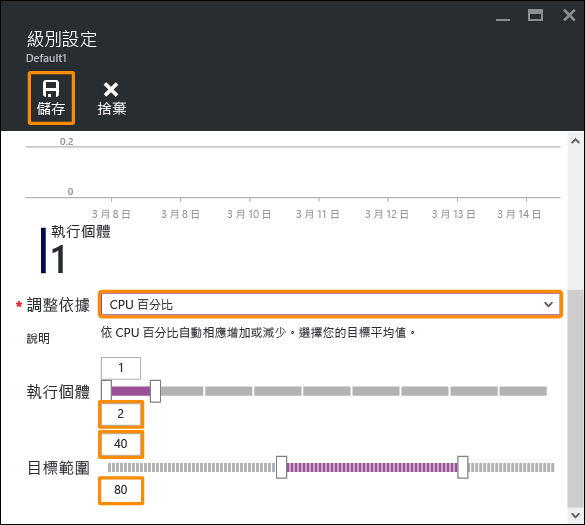 級別設定
Default1
儲存 捨棄
0.2
0
3 月 8 日 3 月 8 日 3 月 10 日 3 月 11 日 3 月 12 日 3 月 13 日 3 月 14 日
執行個體
1
* 調整依據 CPU 百分比
說明 依 CPU 百分比自動相應增加或減少。選擇您的目標平均值。
1
執行個體
2
40
目標範圍
80